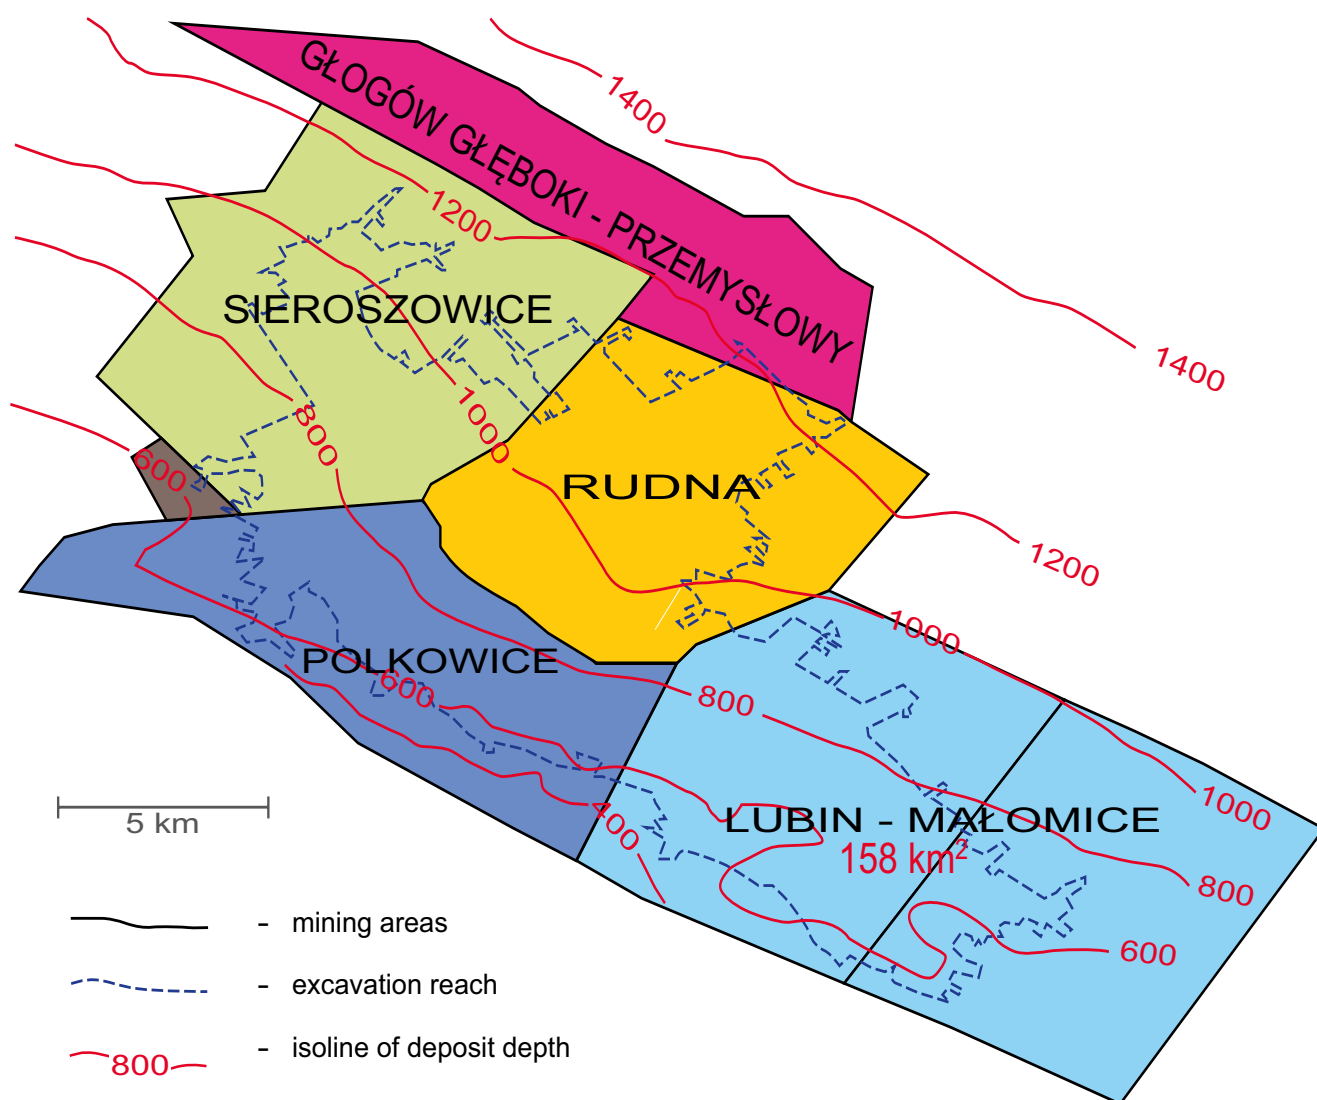 1400
GŁOGÓW GŁĘBOKI - PRZEMYSŁOWY
1200
1400
SIEROSZOWICE
800
1000
600
RUDNA
1200
1000
POLKOWICE
600
800
1000
400
LUBIN - MAŁOMICE
158 km²
800
600
5 km
- mining areas
- excavation reach
800 - isoline of deposit depth